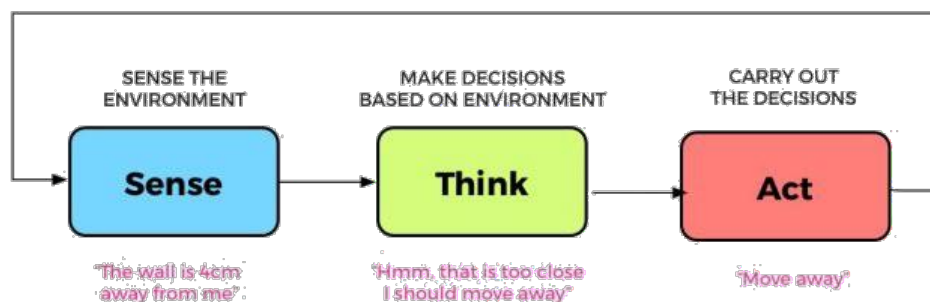 SENSE THE
ENVIRONMENT
MAKE DECISIONS
BASED ON ENVIRONMENT
CARRY OUT
THE DECISIONS
Sense
Think
Act
"The wall is 4cm
away from me"
"Hmm, that is too close
I should move away"
"Move away"